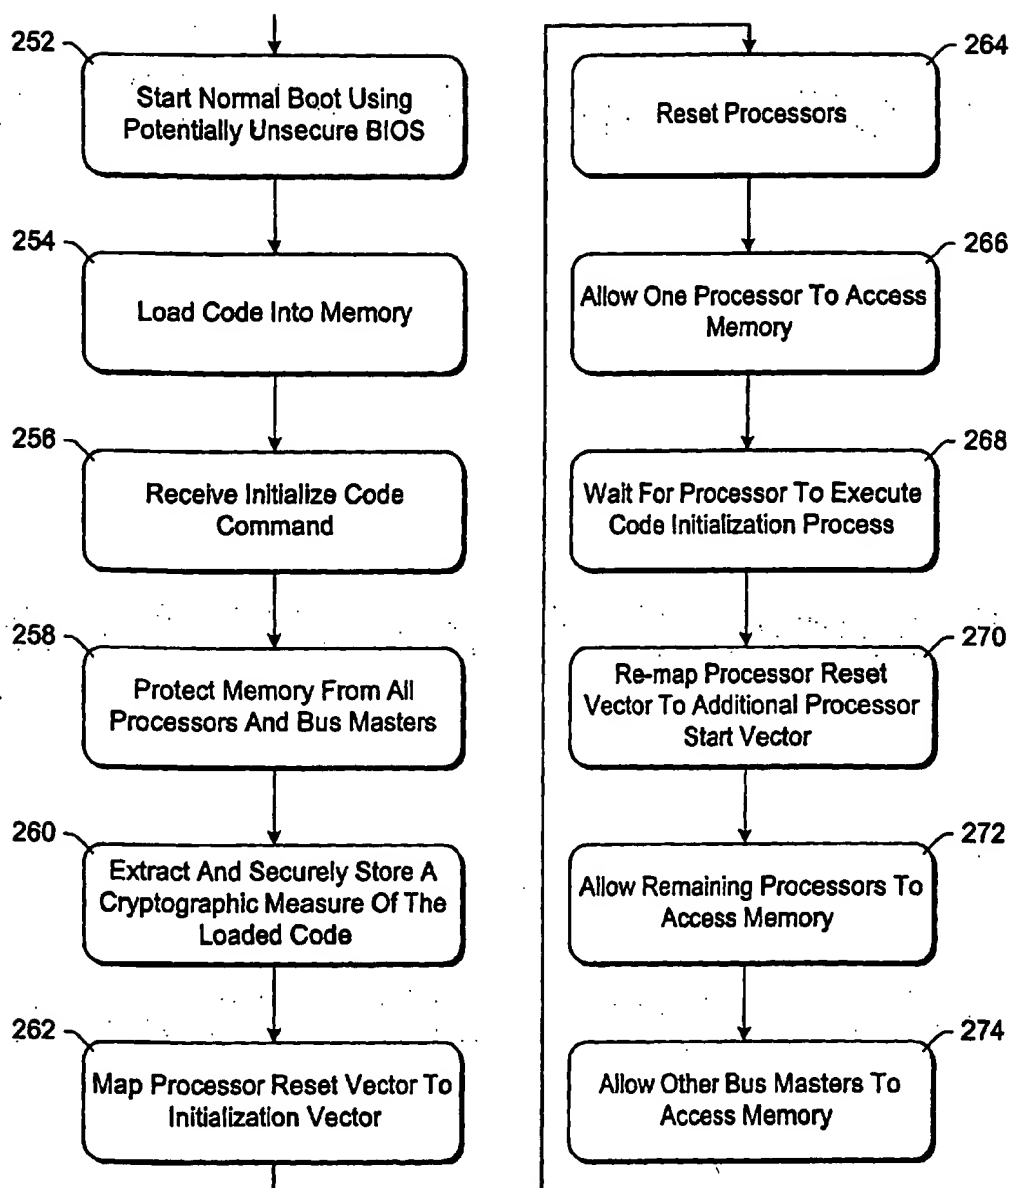 252
Start Normal Boot Using
Potentially Unsecure BIOS
254
Load Code Into Memory
256
Receive Initialize Code
Command
258
Protect Memory From All
Processors And Bus Masters
260
Extract And Securely Store A
Cryptographic Measure Of The
Loaded Code
262
Map Processor Reset Vector To
Initialization Vector
264
Reset Processors
266
Allow One Processor To Access
Memory
268
Wait For Processor To Execute
Code Initialization Process
270
Re-map Processor Reset
Vector To Additional Processor
Start Vector
272
Allow Remaining Processors To
Access Memory
274
Allow Other Bus Masters To
Access Memory